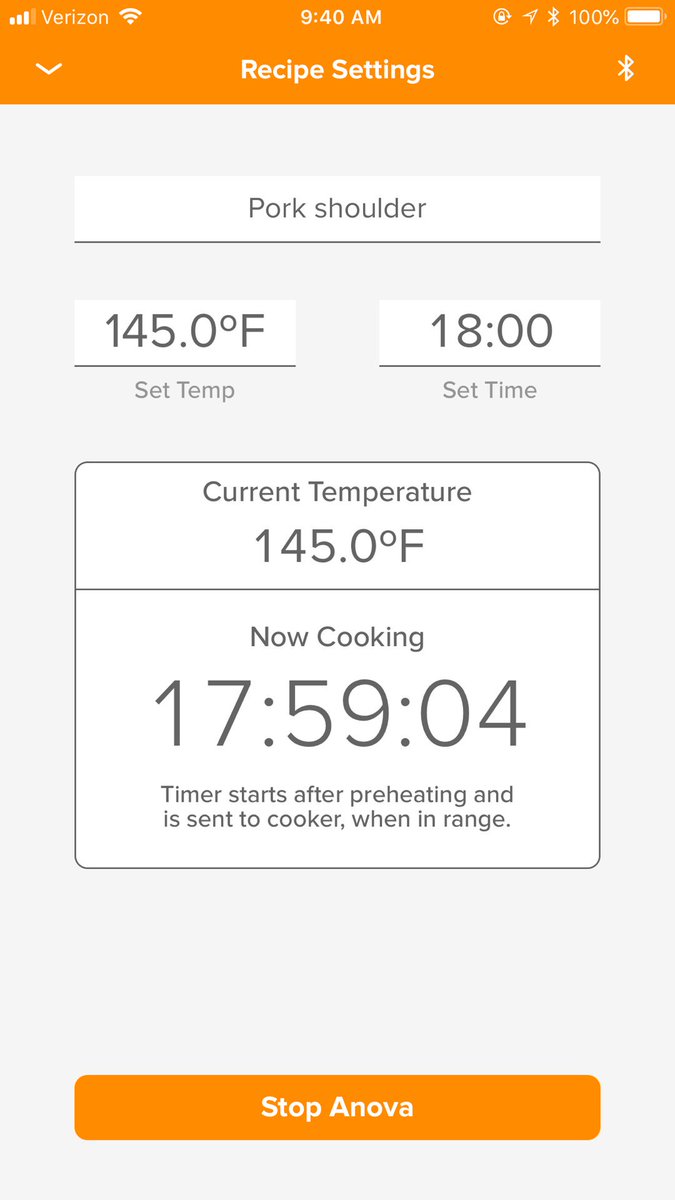 Verizon 9:40 AM 100%
Recipe Settings
Pork shoulder
145.0ºF 18:00
Set Temp Set Time
Current Temperature
145.0ºF
Now Cooking
17:59:04
Timer starts after preheating and
is sent to cooker, when in range.
Stop Anova